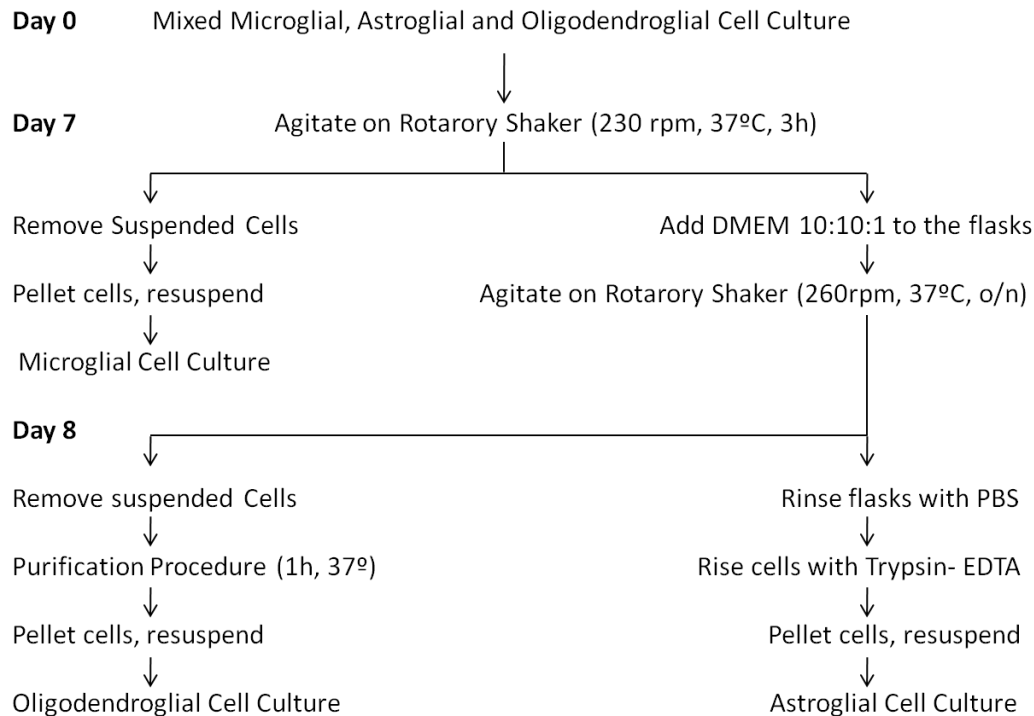 Day 0 Mixed Microglial, Astroglial and Oligodendroglial Cell Culture
Day 7 Agitate on Rotarory Shaker (230 rpm, 37ºC, 3h)
Remove Suspended Cells
Add DMEM 10:10:1 to the flasks
Pellet cells, resuspend
Agitate on Rotarory Shaker (260rpm, 37ºC, o/n)
Microglial Cell Culture
Day 8
Remove suspended Cells
Rinse flasks with PBS
Purification Procedure (1h, 37º)
Rise cells with Trypsin- EDTA
Pellet cells, resuspend
Pellet cells, resuspend
Oligodendroglial Cell Culture
Astroglial Cell Culture